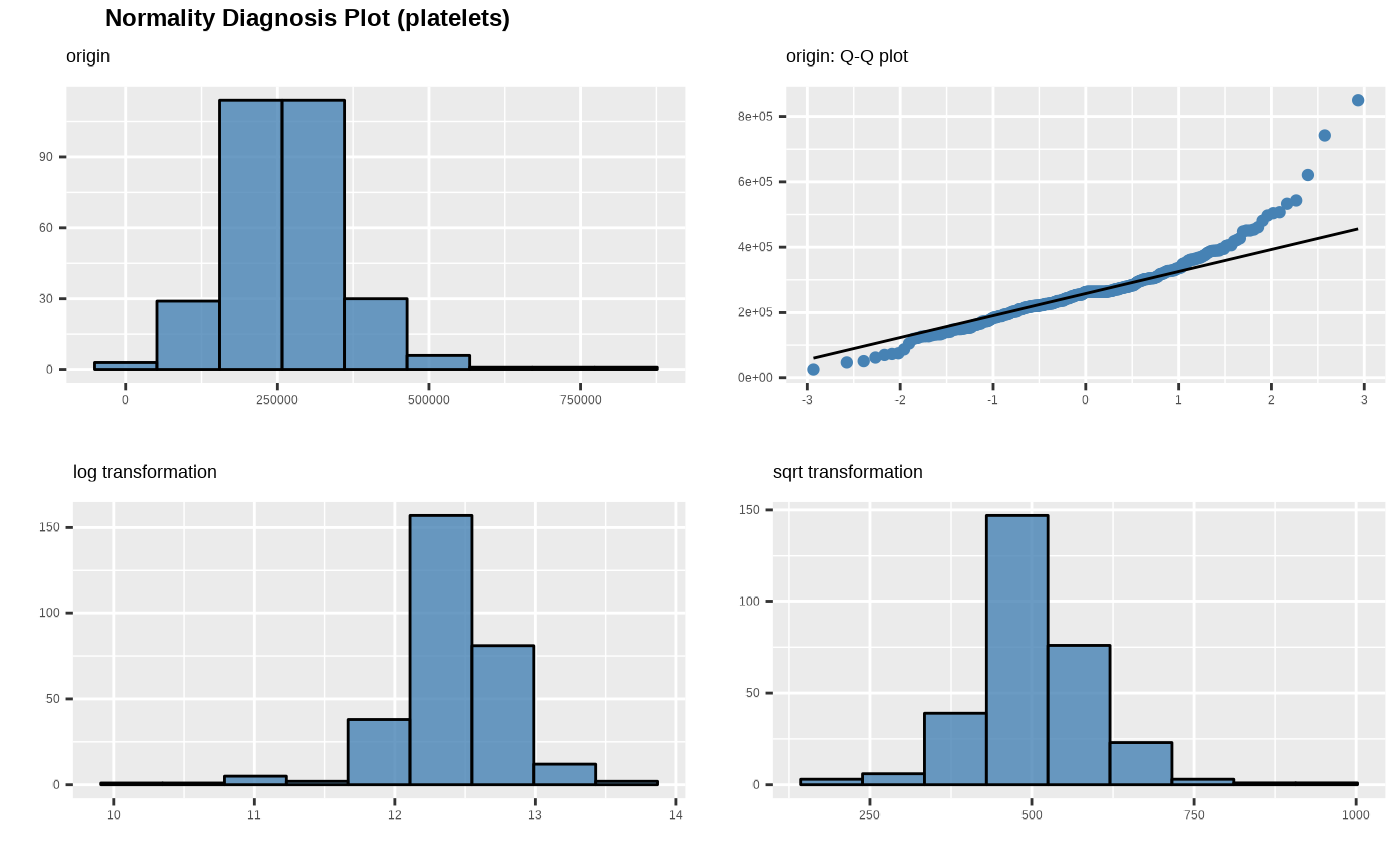 Normality Diagnosis Plot (platelets)
origin
origin: Q-Q plot
90
60
30
0
0 250000 500000 750000
8e+05
6e+05
4e+05
2e+05
0e+00
-3 -2 -1 0 1 2 3
log transformation
sqrt transformation
150
100
50
0
10 11 12 13 14
150
100
50
0
250 500 750 1000